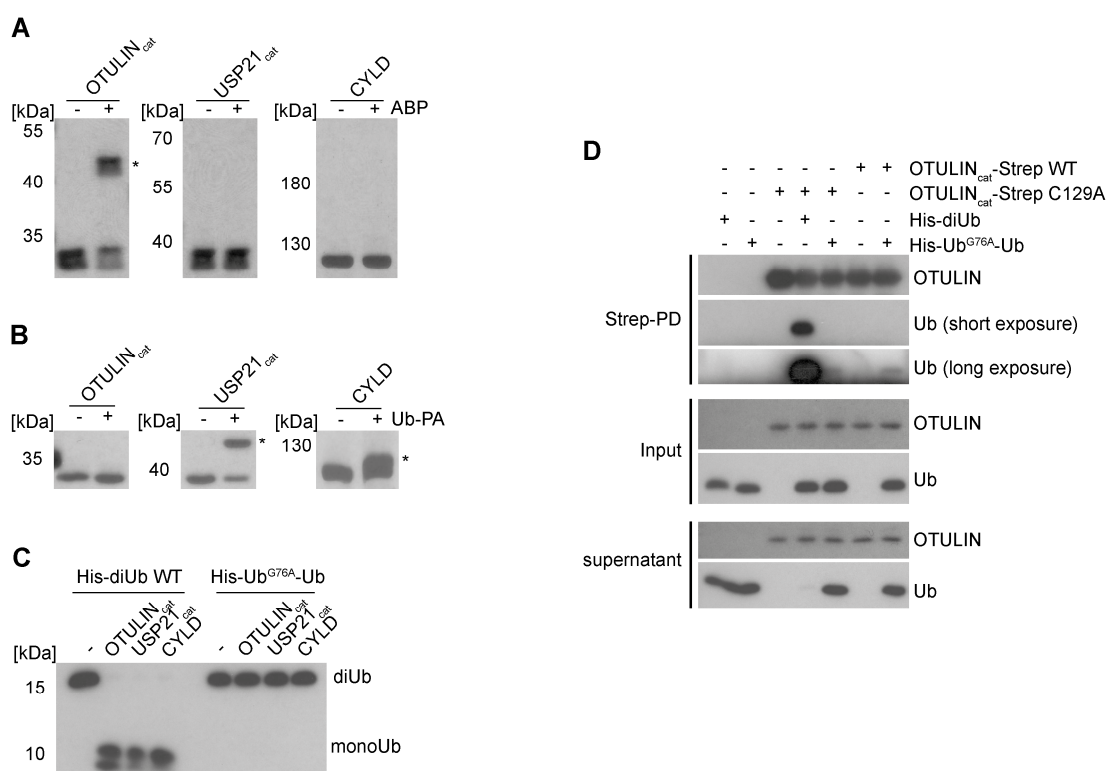 A
OTULINcat USP21cat CYLD
[kDa] - + [kDa] - + [kDa] - + ABP
55
40
35
*
70
55
40
180
130
B
OTULINcat USP21cat CYLD
[kDa] - + [kDa] - + [kDa] - + Ub-PA
35
40
*
130
*
C
His-diUb WT His-UbG76A-Ub
- OTULINcat USP21cat CYLD - OTULINcat USP21cat CYLD
[kDa]
15 diUb
10 monoUb
D
- - - - - + + OTULINcat-Strep WT
- - + + + - - OTULINcat-Strep C129A
+ - - + - - - His-diUb
- + - - + - + His-UbG76A-Ub
Strep-PD
OTULIN
Ub (short exposure)
Ub (long exposure)
Input
OTULIN
Ub
supernatant
OTULIN
Ub